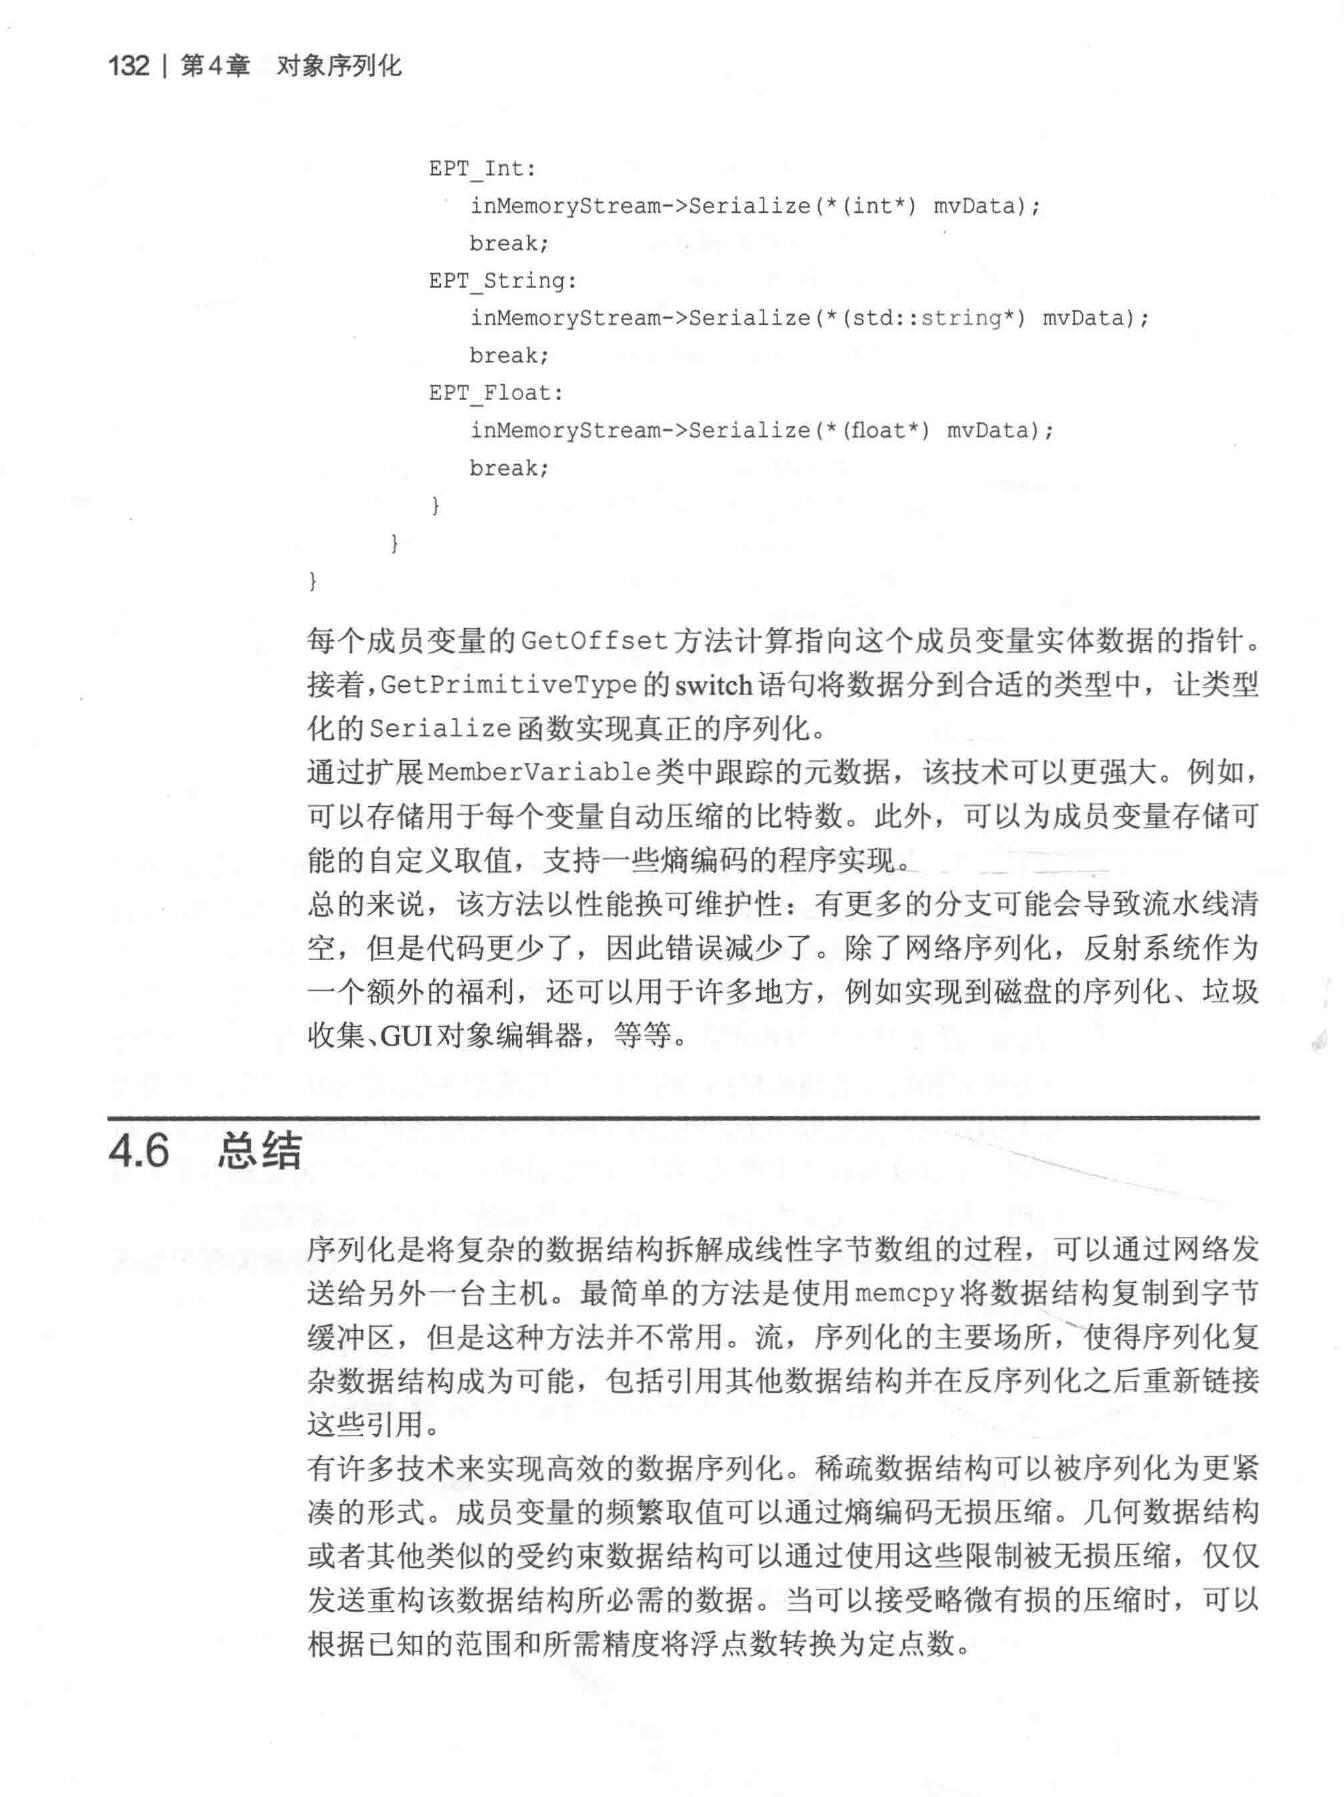 132 | 第4章 对象序列化
EPT_Int:
inMemoryStream->Serialize(*(int*) mvData);
break;
EPT_String:
inMemoryStream->Serialize(*(std::string*) mvData);
break;
EPT_Float:
inMemoryStream->Serialize(*(float*) mvData);
break;
}
}
}
每个成员变量的GetOffset方法计算指向这个成员变量实体数据的指针。
接着，GetPrimitiveType的switch语句将数据分到合适的类型中，让类型
化的Serialize函数实现真正的序列化。
通过扩展MemberVariable类中跟踪的元数据，该技术可以更强大。例如，
可以存储用于每个变量自动压缩的比特数。此外，可以为成员变量存储可
能的自定义取值，支持一些熵编码的程序实现。
总的来说，该方法以性能换可维护性：有更多的分支可能会导致流水线清
空，但是代码更少了，因此错误减少了。除了网络序列化，反射系统作为
一个额外的福利，还可以用于许多地方，例如实现到磁盘的序列化、垃圾
收集、GUI对象编辑器，等等。
4.6 总结
序列化是将复杂的数据结构拆解成线性字节数组的过程，可以通过网络发
送给另外一台主机。最简单的方法是使用memcpy将数据结构复制到字节
缓冲区，但是这种方法并不常用。流，序列化的主要场所，使得序列化复
杂数据结构成为可能，包括引用其他数据结构并在反序列化之后重新链接
这些引用。
有许多技术来实现高效的数据序列化。稀疏数据结构可以被序列化为更紧
凑的形式。成员变量的频繁取值可以通过熵编码无损压缩。几何数据结构
或者其他类似的受约束数据结构可以通过使用这些限制被无损压缩，仅仅
发送重构该数据结构所必需的数据。当可以接受略微有损的压缩时，可以
根据已知的范围和所需精度将浮点数转换为定点数。